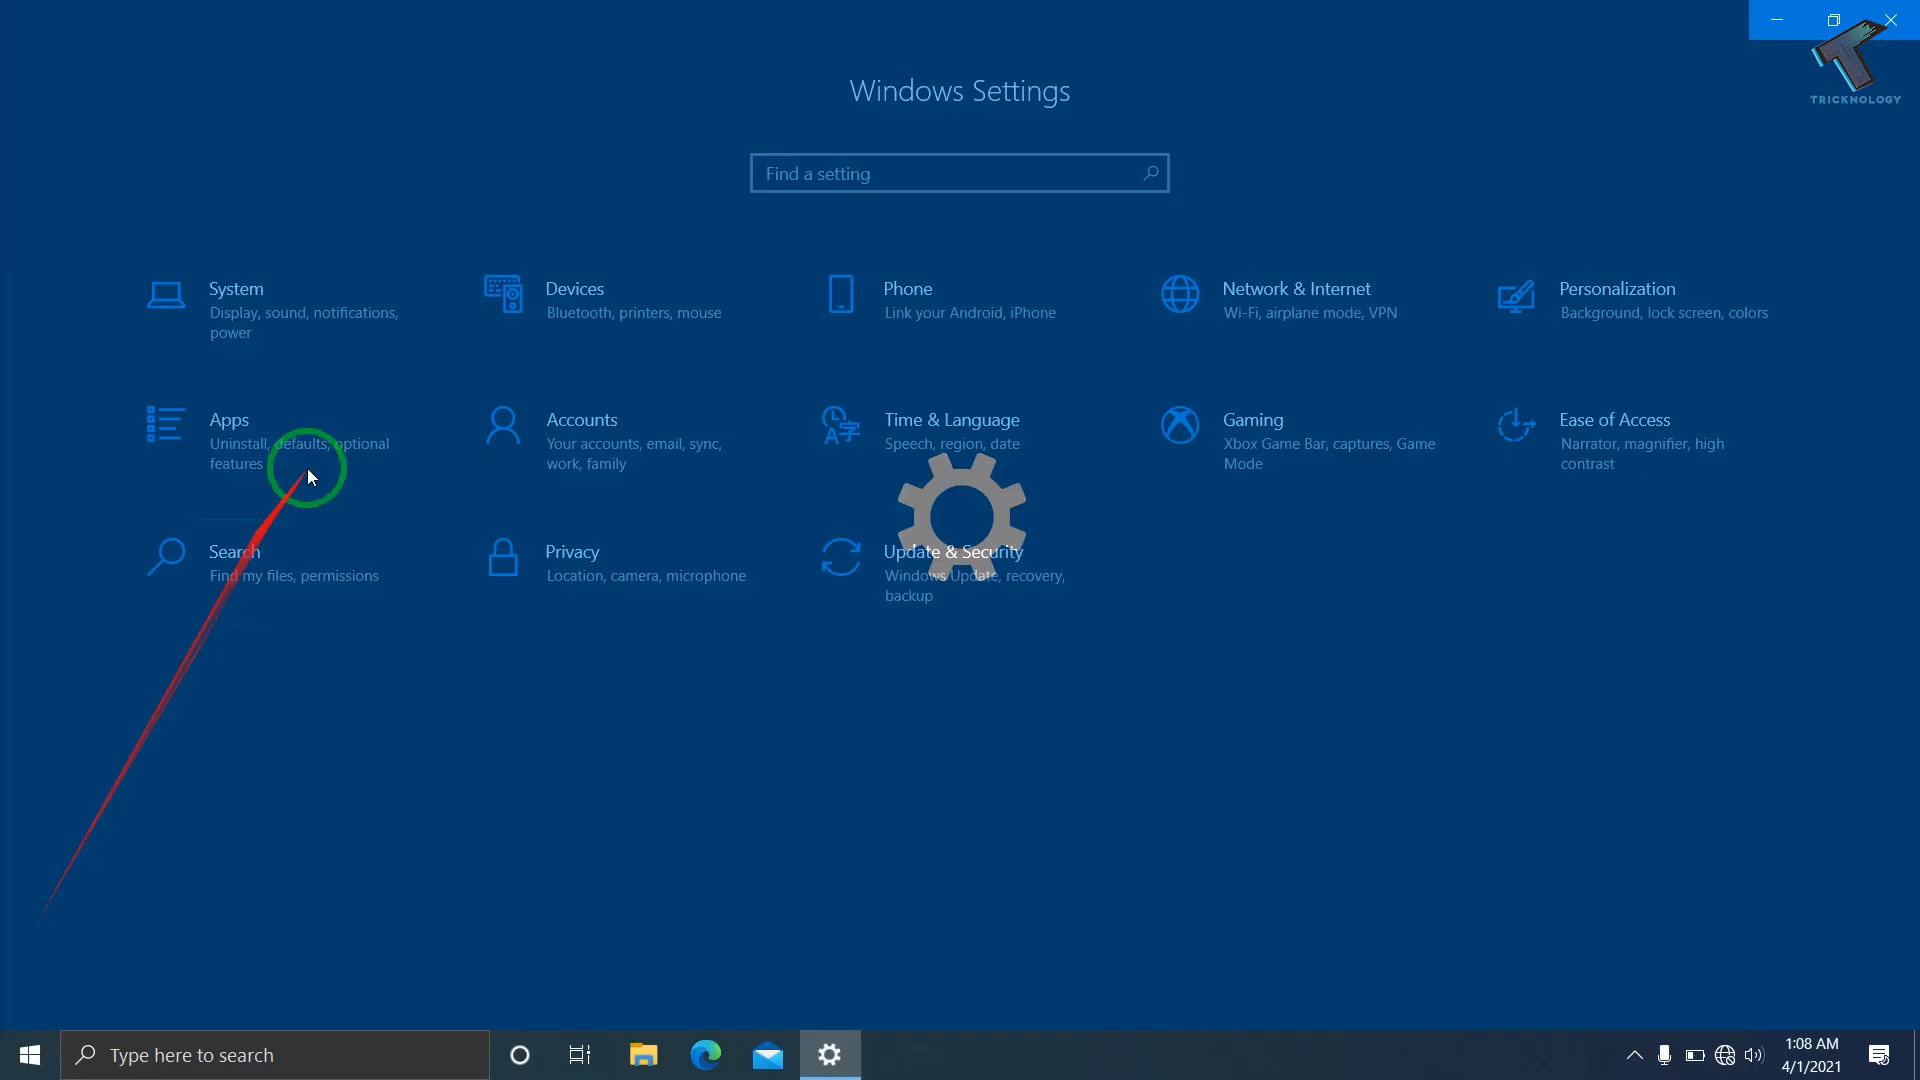 TRICKNOLOGY
Windows Settings
Find a setting
System
Display, sound, notifications,
power
Devices
Bluetooth, printers, mouse
Phone
Link your Android, iPhone
Network & Internet
Wi-Fi, airplane mode, VPN
Personalization
Background, lock screen, colors
Apps
Uninstall, defaults, optional
features
Accounts
Your accounts, email, sync,
work, family
Time & Language
Speech, region, date
Gaming
Xbox Game Bar, captures, Game
Mode
Ease of Access
Narrator, magnifier, high
contrast
Search
Find my files, permissions
Privacy
Location, camera, microphone
Update & Security
Windows Update, recovery,
backup
Type here to search
1:08 AM
4/1/2021